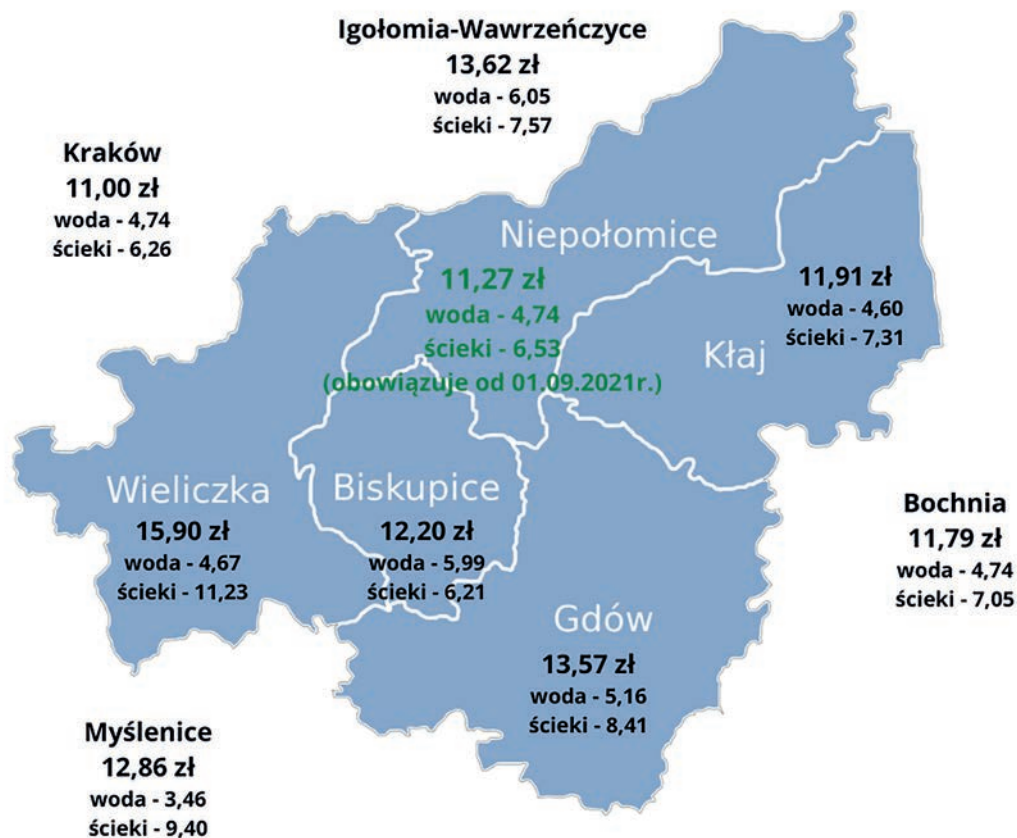 Igołomia-Wawrzeńczyce
13,62 zł
woda - 6,05
ścieki - 7,57
Kraków
11,00 zł
woda - 4,74
ścieki - 6,26
Niepołomice
11,27 zł
woda - 4,74
ścieki - 6,53
(obowiązuje od 01.09.2021r.)
11,91 zł
woda - 4,60
ścieki - 7,31
Kłaj
Wieliczka
15,90 zł
woda - 4,67
ścieki - 11,23
Biskupice
12,20 zł
woda - 5,99
ścieki - 6,21
Bochnia
11,79 zł
woda - 4,74
ścieki - 7,05
Gdów
13,57 zł
woda - 5,16
ścieki - 8,41
Myślenice
12,86 zł
woda - 3,46
ścieki - 9,40